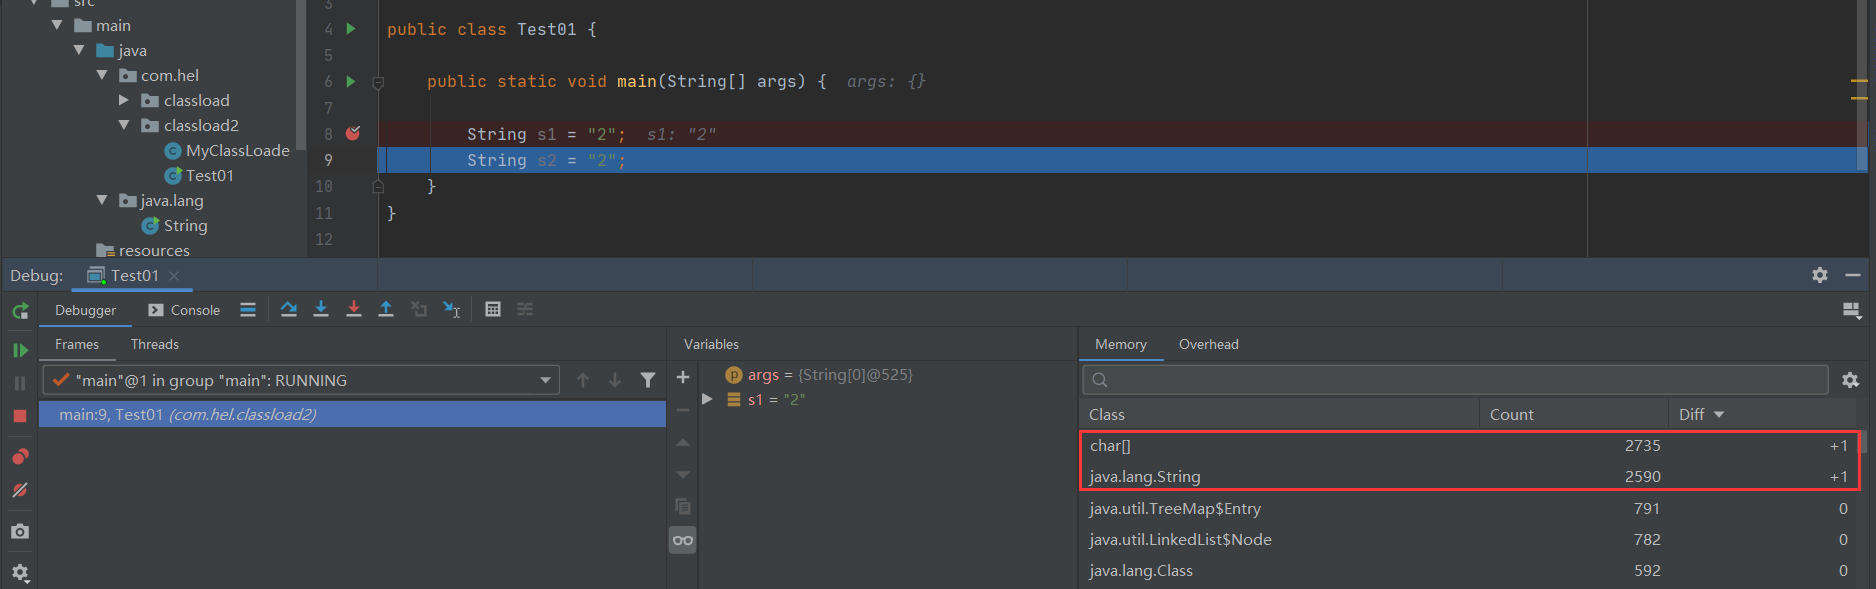 src
main
java
com.hel
classload
classload2
MyClassLoade
Test01
java.lang
String
resources
3
4 public class Test01 {
5
6 public static void main(String[] args) { args: {}
7
8 String s1 = "2"; s1: "2"
9 String s2 = "2";
10 }
11 }
12
Debug: Test01
Debugger Console
Frames Threads
"main"@1 in group "main": RUNNING
main:9, Test01 (com.hel.classload2)
Variables
args = {String[0]@525}
s1 = "2"
Memory Overhead
Class Count Diff
char[] 2735 +1
java.lang.String 2590 +1
java.util.TreeMap$Entry 791 0
java.util.LinkedList$Node 782 0
java.lang.Class 592 0